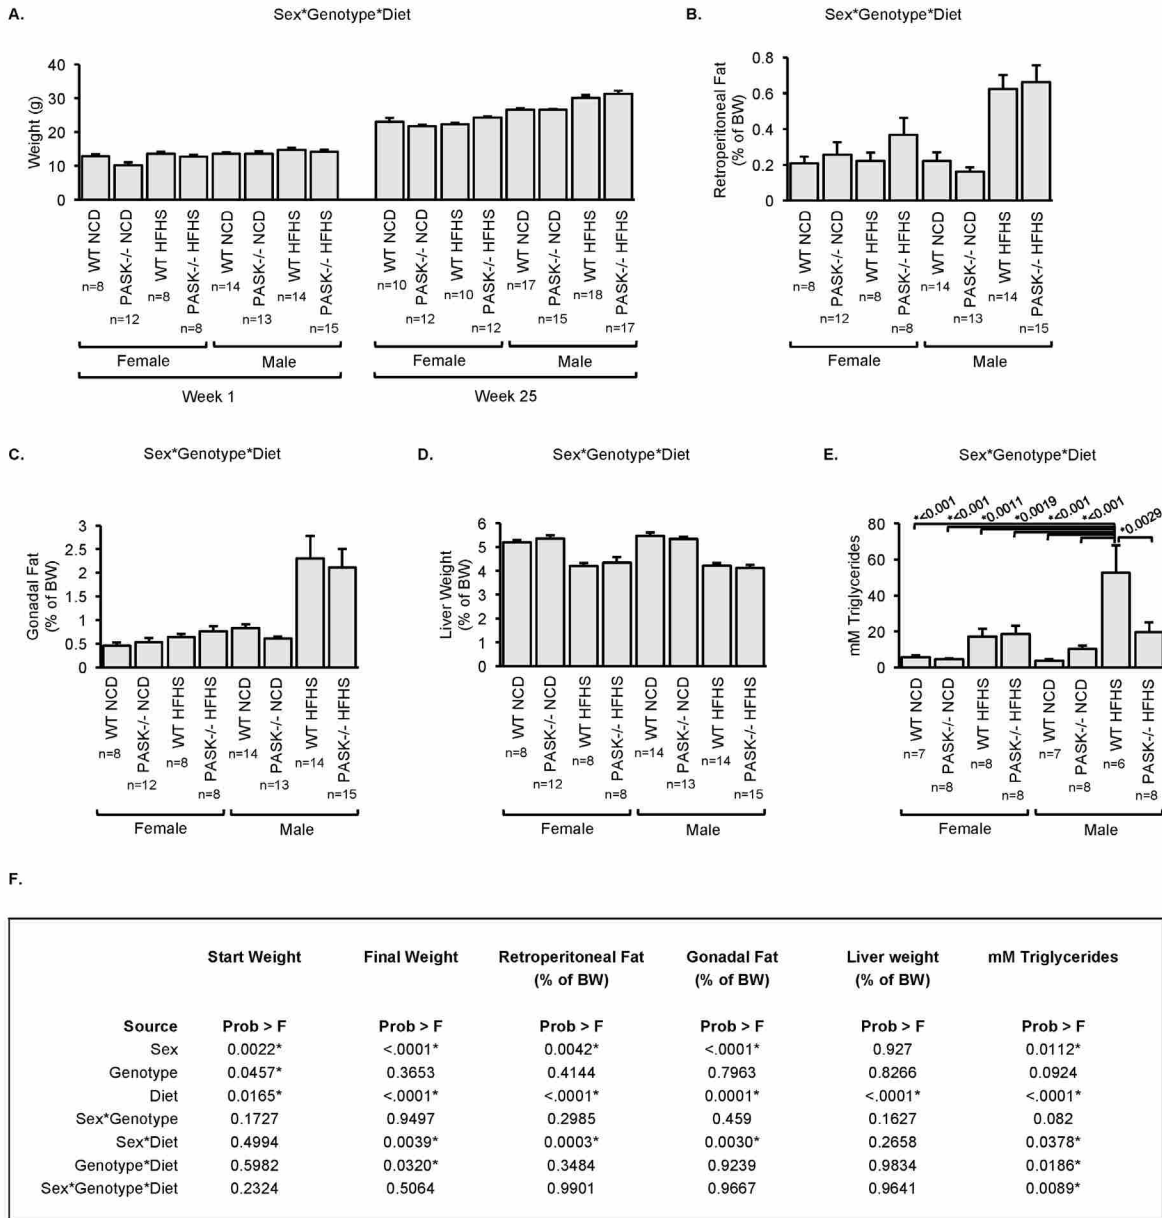 A.
Sex*Genotype*Diet
Weight (g)
40
30
20
10
0
WT NCD
PASK-/- NCD
WT HFHS
PASK-/- HFHS
WT NCD
PASK-/- NCD
WT HFHS
PASK-/- HFHS
WT NCD
PASK-/- NCD
WT HFHS
PASK-/- HFHS
WT NCD
PASK-/- NCD
WT HFHS
PASK-/- HFHS
n=8
n=12
n=8
n=8
n=14
n=13
n=14
n=15
n=10
n=12
n=10
n=12
n=17
n=15
n=18
n=17
Female
Male
Female
Male
Week 1
Week 25
B.
Sex*Genotype*Diet
Retroperitoneal Fat
(% of BW)
0.8
0.6
0.4
0.2
0
WT NCD
PASK-/- NCD
WT HFHS
PASK-/- HFHS
WT NCD
PASK-/- NCD
WT HFHS
PASK-/- HFHS
n=8
n=12
n=8
n=8
n=14
n=13
n=14
n=15
Female
Male
C.
Sex*Genotype*Diet
Gonadal Fat
(% of BW)
3
2.5
2
1.5
1
0.5
0
WT NCD
PASK-/- NCD
WT HFHS
PASK-/- HFHS
WT NCD
PASK-/- NCD
WT HFHS
PASK-/- HFHS
n=8
n=12
n=8
n=8
n=14
n=13
n=14
n=15
Female
Male
D.
Sex*Genotype*Diet
Liver Weight
(% of BW)
6
5
4
3
2
1
0
WT NCD
PASK-/- NCD
WT HFHS
PASK-/- HFHS
WT NCD
PASK-/- NCD
WT HFHS
PASK-/- HFHS
n=8
n=12
n=8
n=8
n=14
n=13
n=14
n=15
Female
Male
E.
Sex*Genotype*Diet
*<0.001
*<0.001
*0.0011
*0.0019
*<0.001
*<0.001
*0.0029
mM Triglycerides
80
60
40
20
0
WT NCD
PASK-/- NCD
WT HFHS
PASK-/- HFHS
WT NCD
PASK-/- NCD
WT HFHS
PASK-/- HFHS
n=7
n=8
n=8
n=8
n=7
n=8
n=6
n=8
Female
Male
F.
Start Weight Final Weight Retroperitoneal Fat Gonadal Fat Liver weight mM Triglycerides
(% of BW) (% of BW) (% of BW)
Source Prob > F Prob > F Prob > F Prob > F Prob > F Prob > F
Sex 0.0022* <.0001* 0.0042* <.0001* 0.927 0.0112*
Genotype 0.0457* 0.3653 0.4144 0.7963 0.8266 0.0924
Diet 0.0165* <.0001* <.0001* 0.0001* <.0001* <.0001*
Sex*Genotype 0.1727 0.9497 0.2985 0.459 0.1627 0.082
Sex*Diet 0.4994 0.0039* 0.0003* 0.0030* 0.2658 0.0378*
Genotype*Diet 0.5982 0.0320* 0.3484 0.9239 0.9834 0.0186*
Sex*Genotype*Diet 0.2324 0.5064 0.9901 0.9667 0.9641 0.0089*